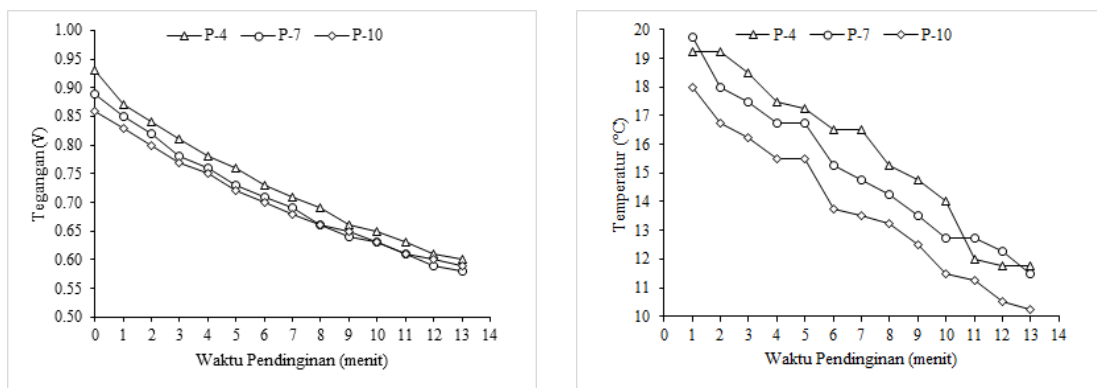 P-4 P-7 P-10
1.00
0.95
0.90
0.85
0.80
0.75
0.70
0.65
0.60
0.55
0.50
Tegangan (V)
0 1 2 3 4 5 6 7 8 9 10 11 12 13 14
Waktu Pendinginan (menit)
P-4 P-7 P-10
20
19
18
17
16
15
14
13
12
11
10
Temperatur (°C)
0 1 2 3 4 5 6 7 8 9 10 11 12 13 14
Waktu Pendinginan (menit)